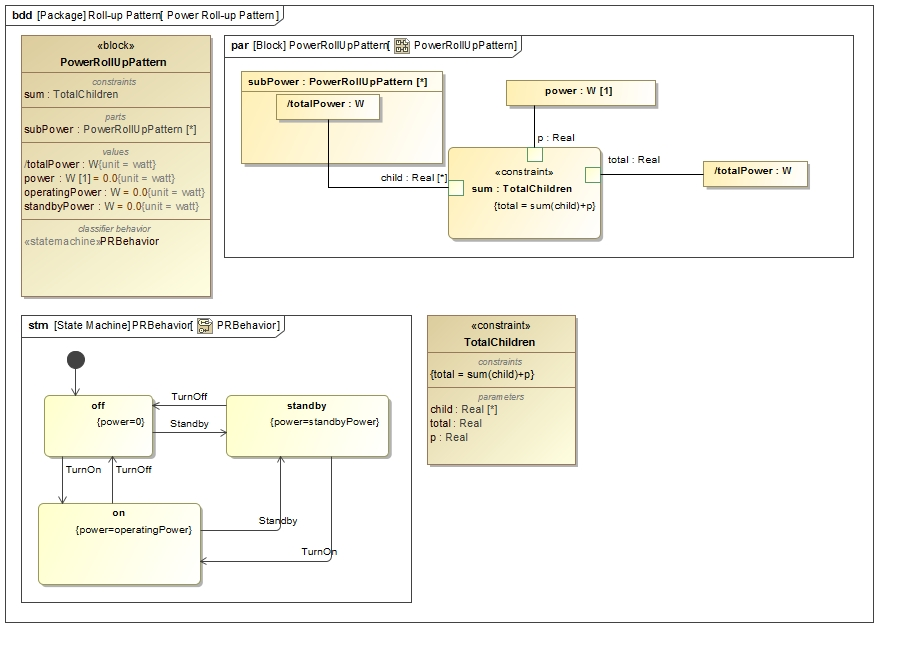 bdd [Package] Roll-up Pattern[ Power Roll-up Pattern ]
«block»
PowerRollUpPattern
constraints
sum : TotalChildren
parts
subPower : PowerRollUpPattern [*]
values
/totalPower : W{unit = watt}
power : W [1] = 0.0{unit = watt}
operatingPower : W = 0.0{unit = watt}
standbyPower : W = 0.0{unit = watt}
classifier behavior
«statemachine»PRBehavior
par [Block] PowerRollUpPattern[ PowerRollUpPattern]
subPower : PowerRollUpPattern [*]
/totalPower : W
power : W [1]
p : Real
total : Real
child : Real [*]
«constraint»
sum : TotalChildren
{total = sum(child)+p}
/totalPower : W
stm [State Machine] PRBehavior[ PRBehavior]
off
{power=0}
TurnOff
Standby
standby
{power=standbyPower}
TurnOn
TurnOff
on
{power=operatingPower}
Standby
TurnOn
«constraint»
TotalChildren
constraints
{total = sum(child)+p}
parameters
child : Real [*]
total : Real
p : Real